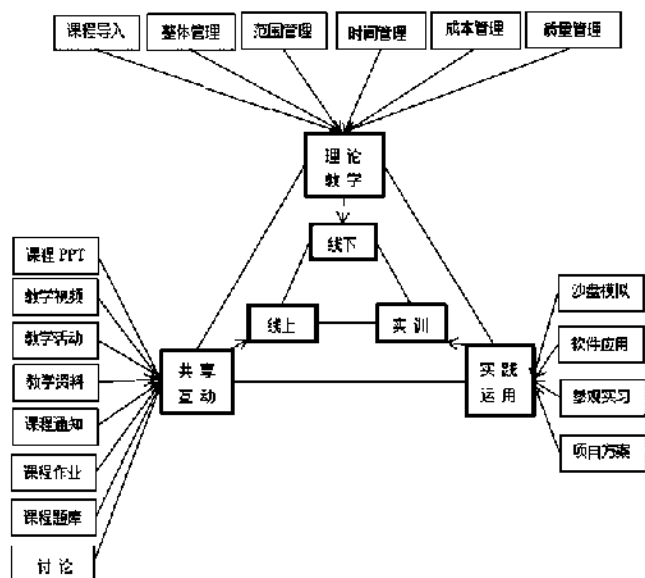 课程导入
整体管理
范围管理
时间管理
成本管理
质量管理
理论
教学
线下
课程 PPT
教学视频
教学活动
教学资料
课程通知
课程作业
课程题库
讨论
线上
实训
共享
互动
实践
运用
沙盘模拟
软件应用
参观实习
项目方案